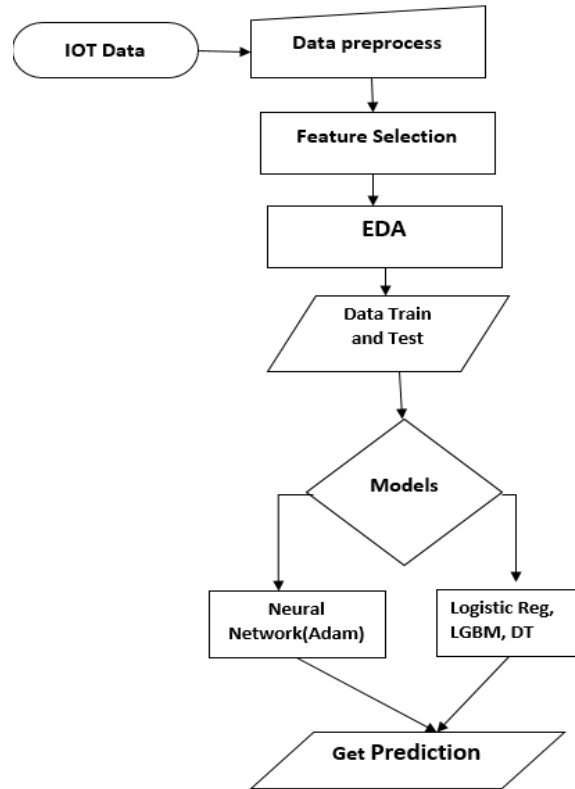 IOT Data
Data preprocess
Feature Selection
EDA
Data Train
and Test
Models
Neural
Network(Adam)
Logistic Reg,
LGBM, DT
Get Prediction